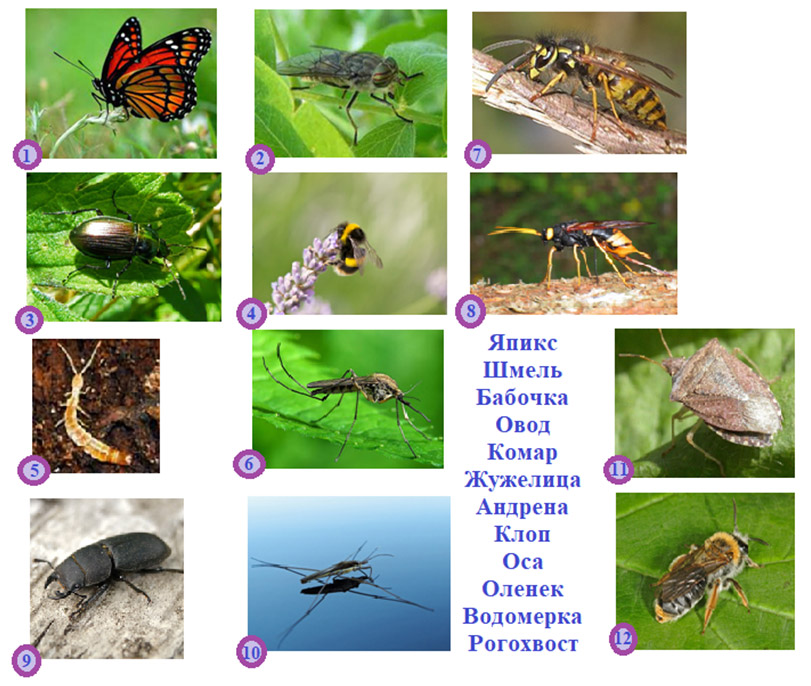 1
2
7
3
4
8
5
6
Япикс
Шмель
Бабочка
Овод
Комар
Жужелица
Андрена
Клоп
Оса
Оленек
Водомерка
Рогохвост
11
9
10
12